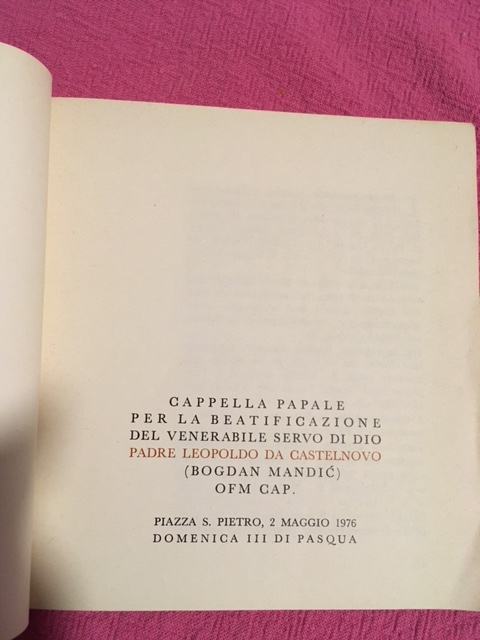 CAPPELLA PAPALE
PER LA BEATIFICAZIONE
DEL VENERABILE SERVO DI DIO
PADRE LEOPOLDO DA CASTELNOVO
(BOGDAN MANDIĆ)
OFM CAP.
PIAZZA S. PIETRO, 2 MAGGIO 1976
DOMENICA III DI PASQUA